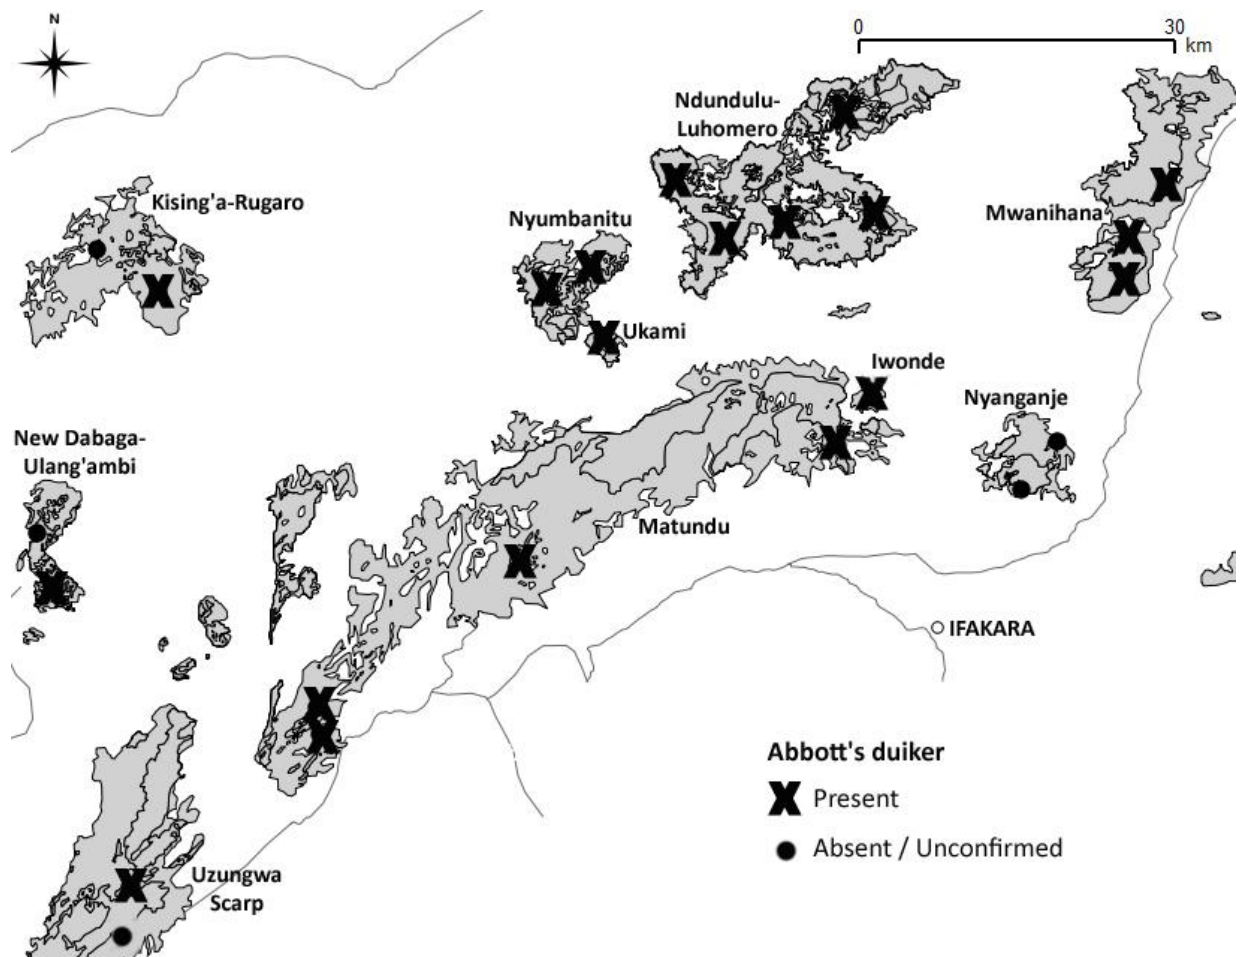 N
0 30
km
Ndundulu-
Luhomero
Kising'a-Rugaro
Nyumbanitu
Mwanihana
Ukami
Iwonde
Nyanganje
New Dabaga-
Ulang'ambi
Matundu
IFAKARA
Abbott's duiker
Present
Absent / Unconfirmed
Uzungwa
Scarp